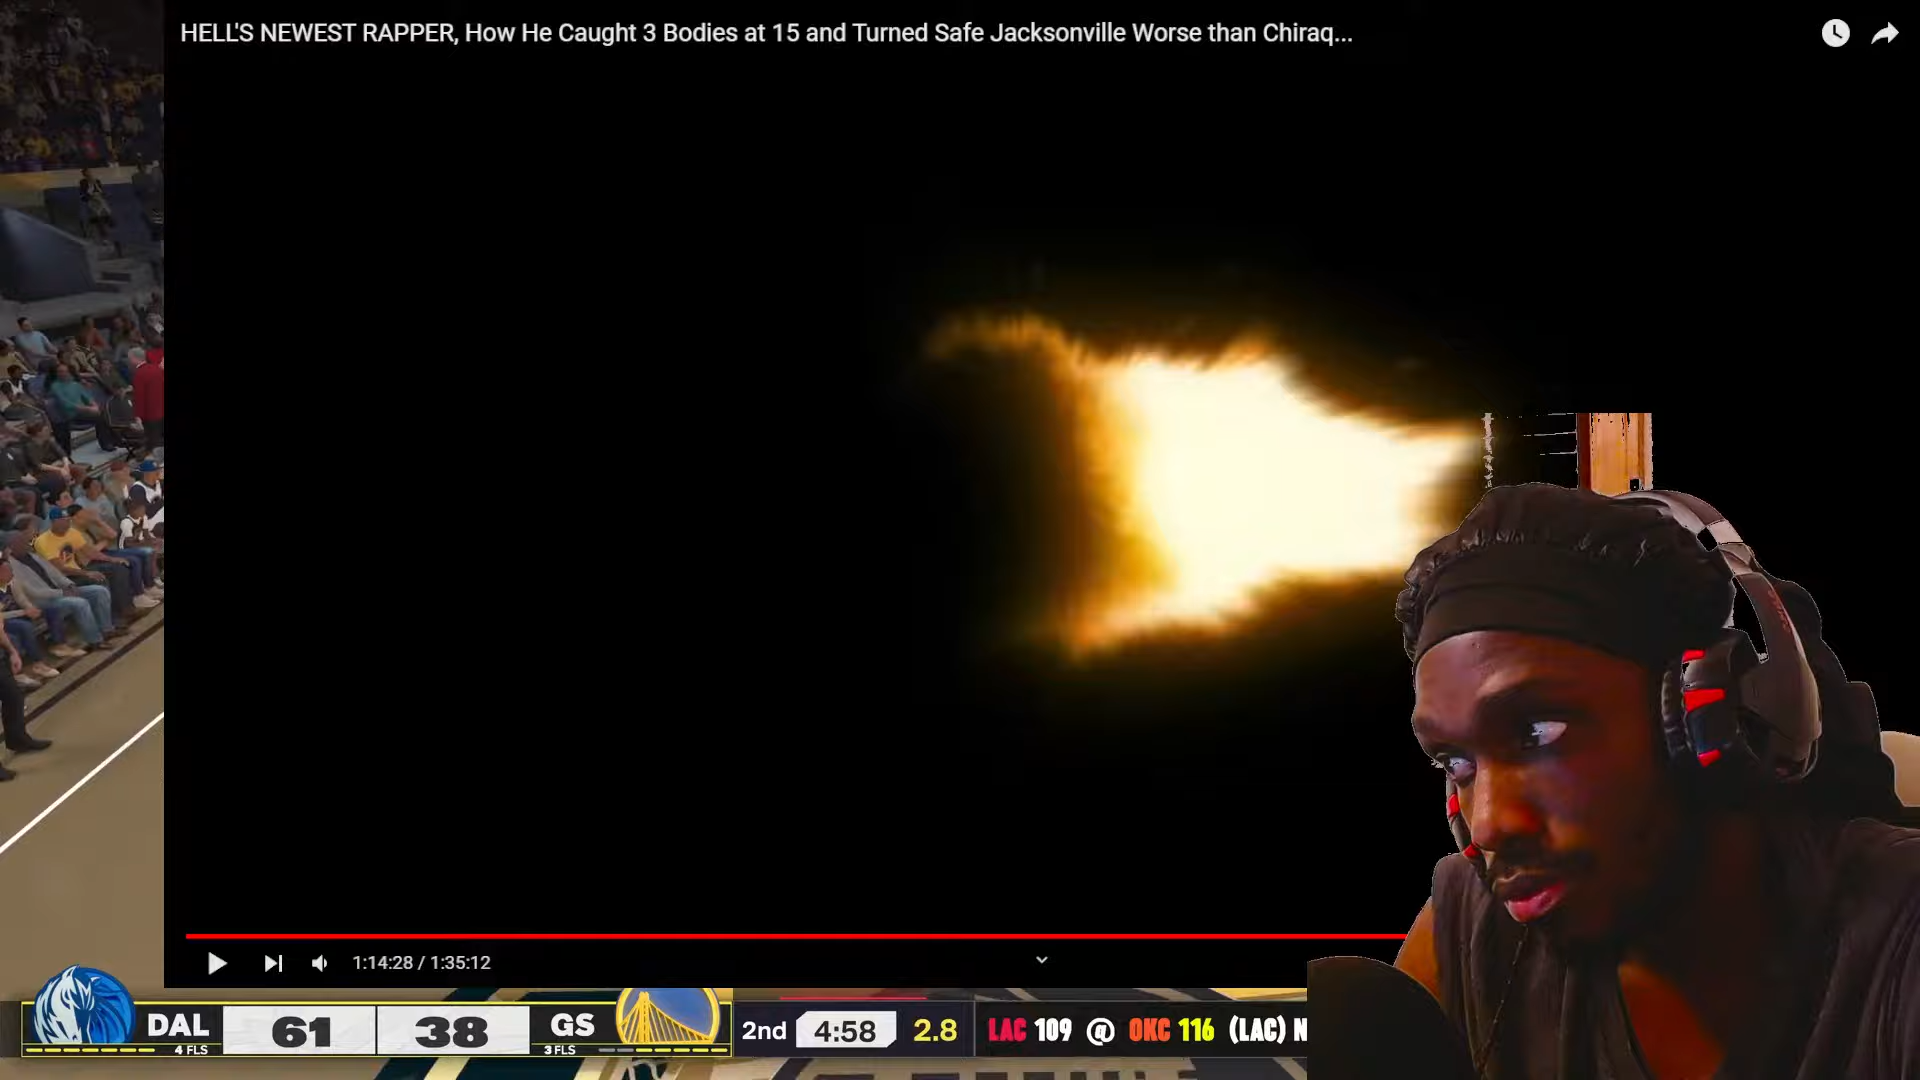 HELL'S NEWEST RAPPER, How He Caught 3 Bodies at 15 and Turned Safe Jacksonville Worse than Chiraq...
1:14:28 / 1:35:12
DAL 61 38 GS 2nd 4:58 2.8 LAC 109 @ OKC 116 (LAC) N
4 FLS 3 FLS